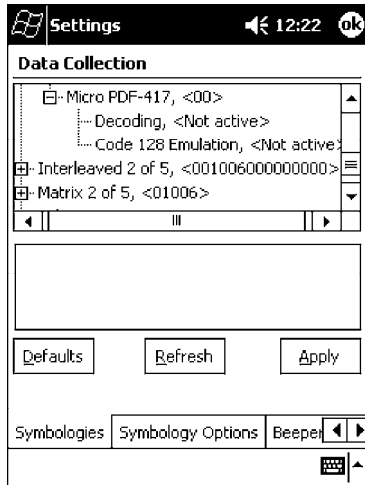 Settings 12:22 ok
Data Collection
Micro PDF-417, <00>
Decoding, <Not active>
Code 128 Emulation, <Not active>
Interleaved 2 of 5, <001006000000000>
Matrix 2 of 5, <01006>
Defaults Refresh Apply
Symbologies Symbology Options Beeper